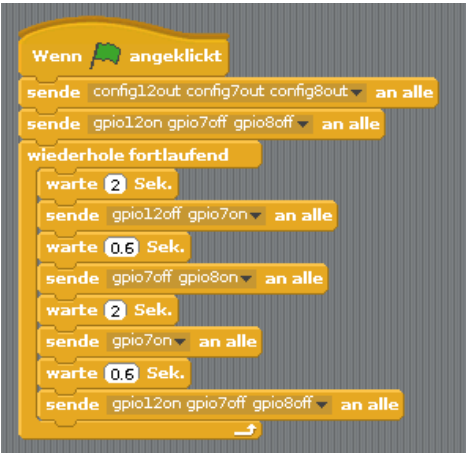 Wenn angeklickt
sende config12out config7out config8out an alle
sende gpio12on gpio7off gpio8off an alle
wiederhole fortlaufend
warte 2 Sek.
sende gpio12off gpio7on an alle
warte 0.6 Sek.
sende gpio7off gpio8on an alle
warte 2 Sek.
sende gpio7on an alle
warte 0.6 Sek.
sende gpio12on gpio7off gpio8off an alle